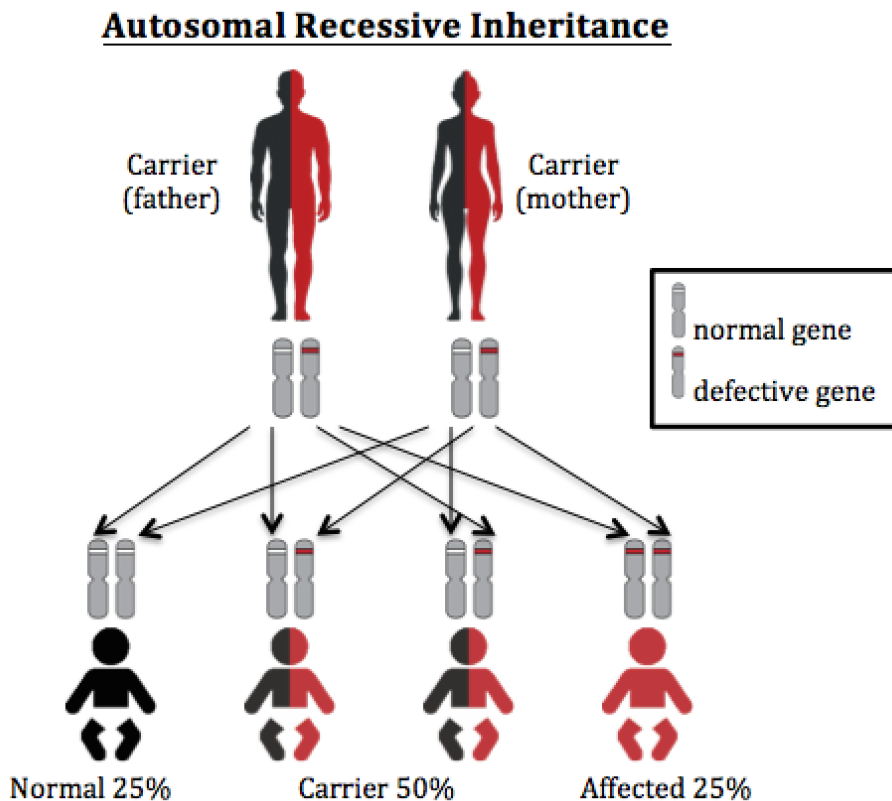 Autosomal Recessive Inheritance
Carrier
(father)
Carrier
(mother)
normal gene
defective gene
Normal 25%
Carrier 50%
Affected 25%